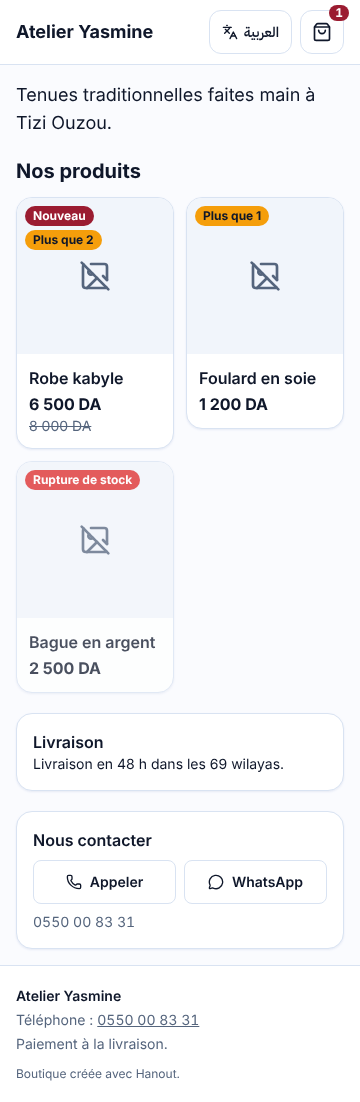 Atelier Yasmine
العربية
1
Tenues traditionnelles faites main à
Tizi Ouzou.
Nos produits
Nouveau
Plus que 2
Robe kabyle
6 500 DA
8 000 DA
Plus que 1
Foulard en soie
1 200 DA
Rupture de stock
Bague en argent
2 500 DA
Livraison
Livraison en 48 h dans les 69 wilayas.
Nous contacter
Appeler
WhatsApp
0550 00 83 31
Atelier Yasmine
Téléphone : 0550 00 83 31
Paiement à la livraison.
Boutique créée avec Hanout.